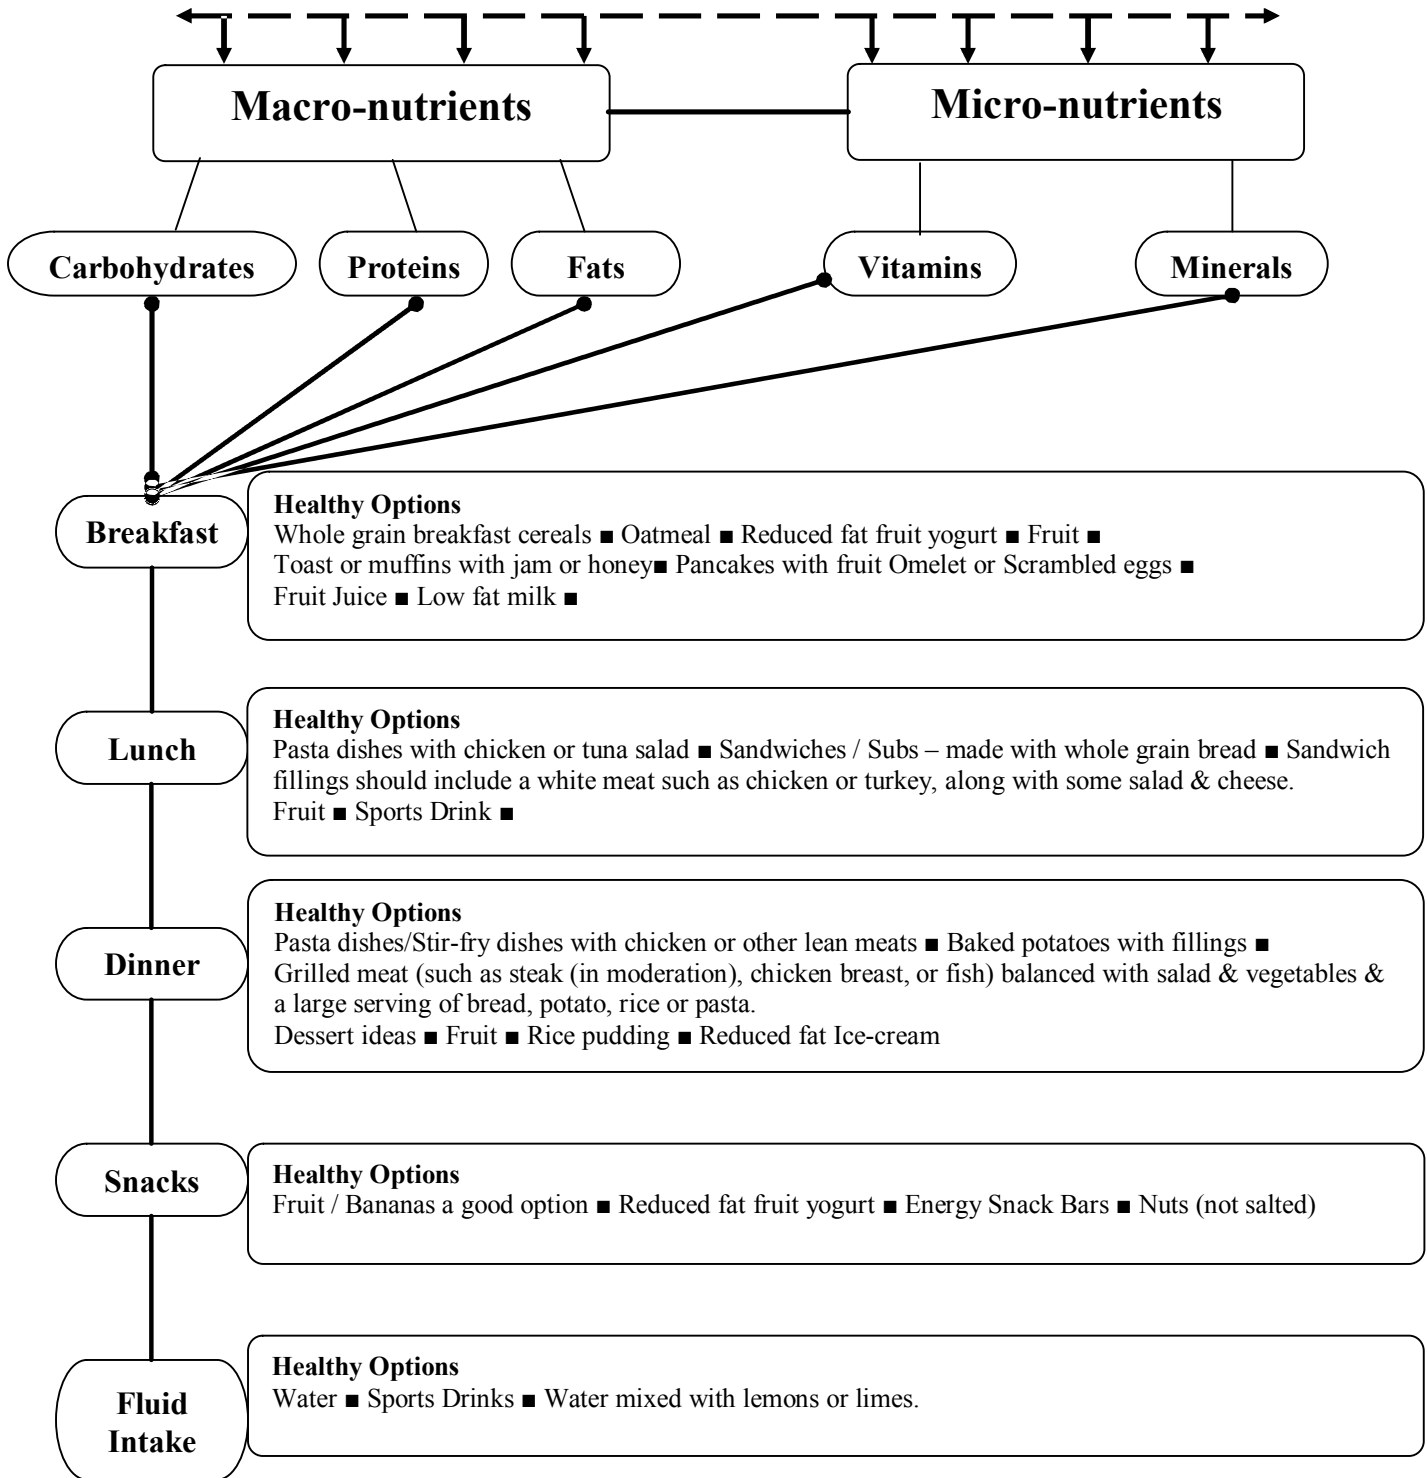 Macro-nutrients
Micro-nutrients
Carbohydrates
Proteins
Fats
Vitamins
Minerals
Breakfast
Healthy Options
Whole grain breakfast cereals ■ Oatmeal ■ Reduced fat fruit yogurt ■ Fruit ■
Toast or muffins with jam or honey■ Pancakes with fruit Omelet or Scrambled eggs ■
Fruit Juice ■ Low fat milk ■
Lunch
Healthy Options
Pasta dishes with chicken or tuna salad ■ Sandwiches / Subs – made with whole grain bread ■ Sandwich
fillings should include a white meat such as chicken or turkey, along with some salad & cheese.
Fruit ■ Sports Drink ■
Dinner
Healthy Options
Pasta dishes/Stir-fry dishes with chicken or other lean meats ■ Baked potatoes with fillings ■
Grilled meat (such as steak (in moderation), chicken breast, or fish) balanced with salad & vegetables &
a large serving of bread, potato, rice or pasta.
Dessert ideas ■ Fruit ■ Rice pudding ■ Reduced fat Ice-cream
Snacks
Healthy Options
Fruit / Bananas a good option ■ Reduced fat fruit yogurt ■ Energy Snack Bars ■ Nuts (not salted)
Fluid
Intake
Healthy Options
Water ■ Sports Drinks ■ Water mixed with lemons or limes.